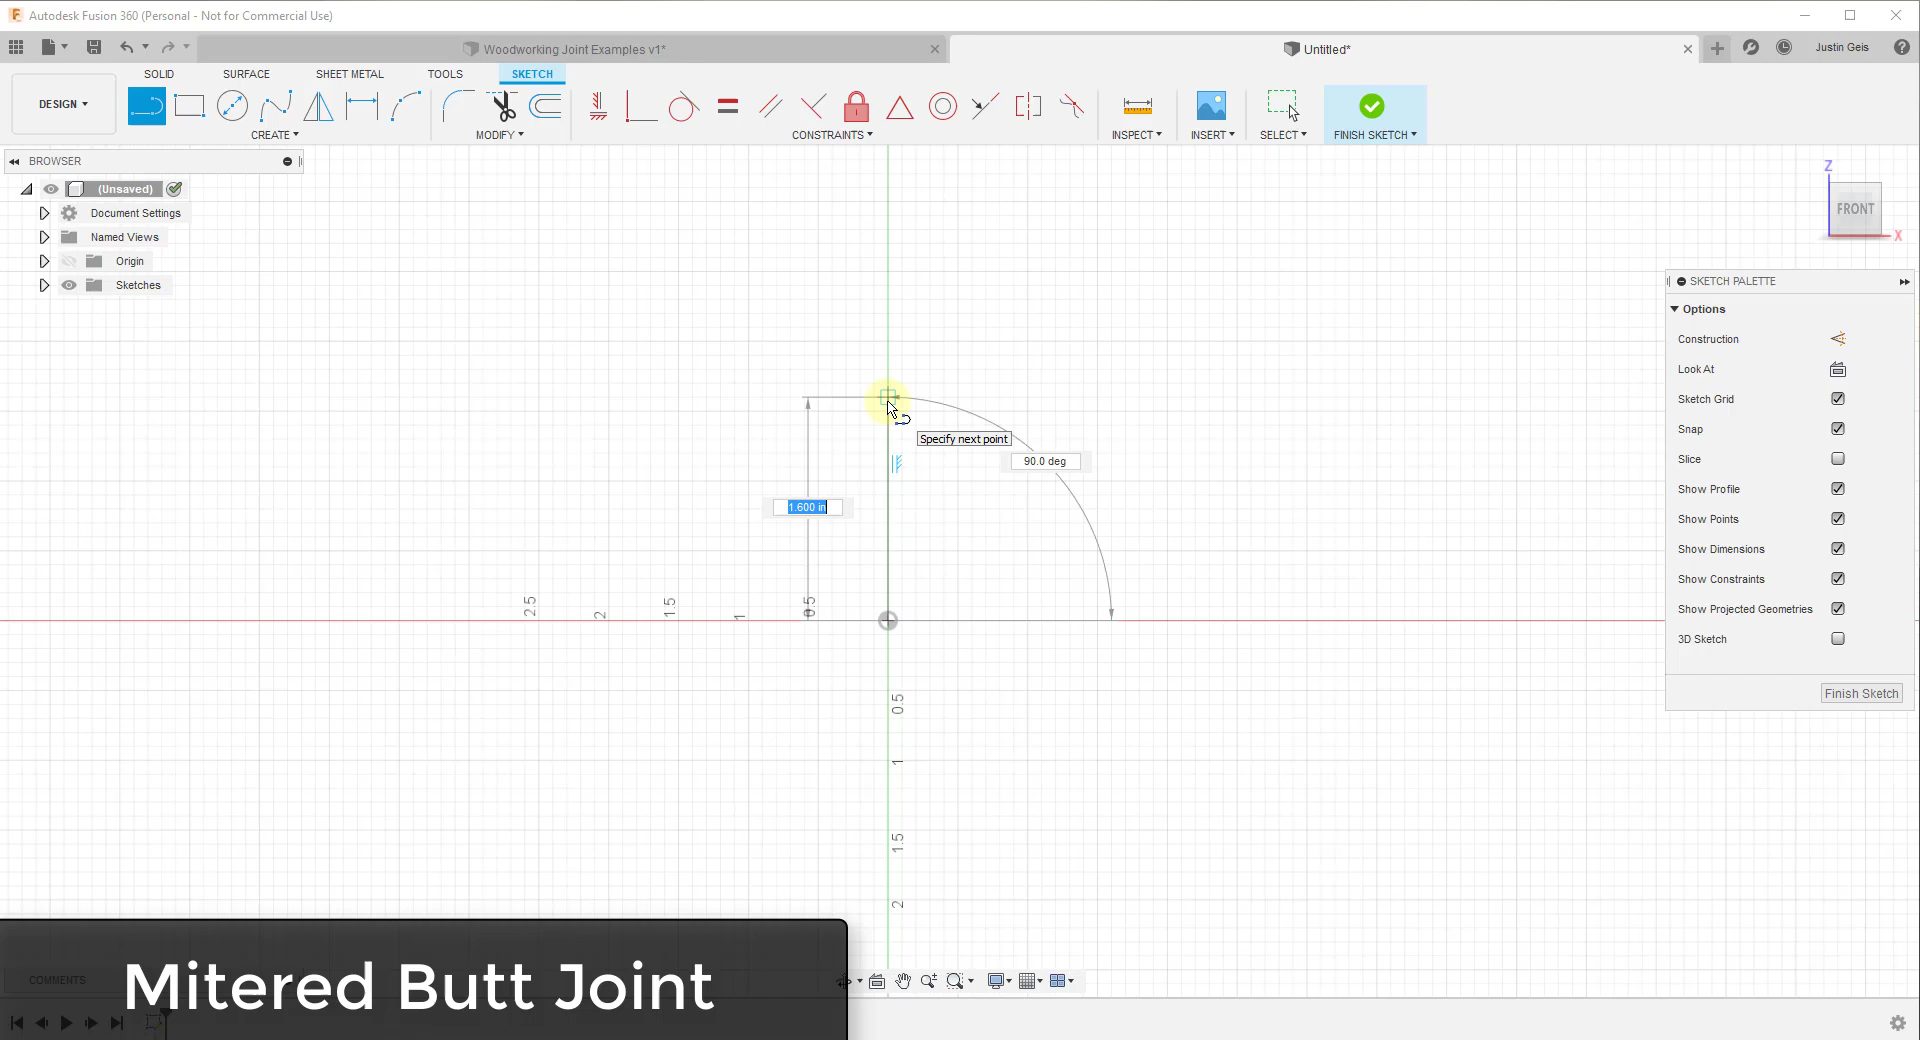 Autodesk Fusion 360 (Personal - Not for Commercial Use)
Woodworking Joint Examples v1*
Untitled*
Justin Geis
SOLID SURFACE SHEET METAL TOOLS SKETCH
DESIGN
CREATE MODIFY CONSTRAINTS INSPECT INSERT SELECT FINISH SKETCH
BROWSER
(Unsaved)
Document Settings
Named Views
Origin
Sketches
Z
FRONT
X
SKETCH PALETTE
Options
Construction
Look At
Sketch Grid
Snap
Slice
Show Profile
Show Points
Show Dimensions
Show Constraints
Show Projected Geometries
3D Sketch
Finish Sketch
Specify next point
90.0 deg
1.600 in
2.5 2 1.5 1 0.5
0.5
1
1.5
2
COMMENTS
Mitered Butt Joint